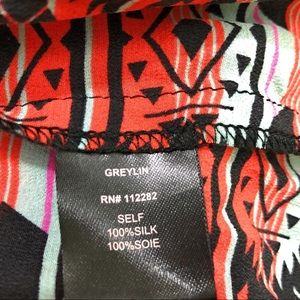 GREYLIN
RN# 112282
SELF
100%SILK
100%SOIE